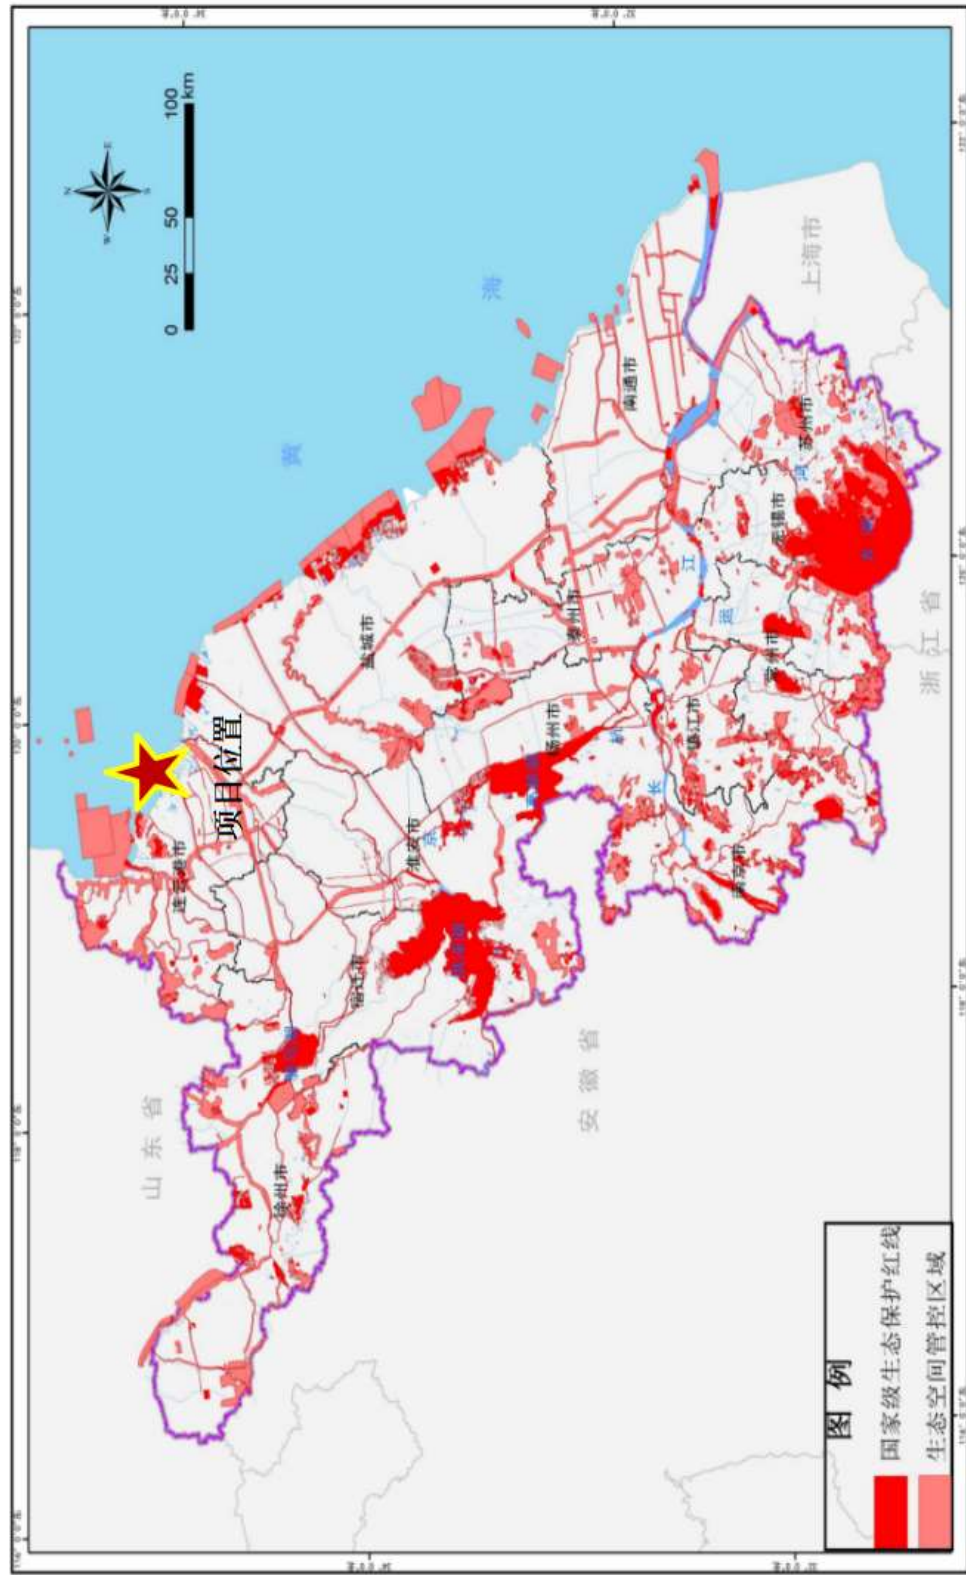 N
W
E
S
0
25
50
100
km
山东省
徐州市
连云港市
项目位置
宿迁市
淮安市
盐城市
黄
海
京
扬州市
泰州市
南通市
安徽省
长
江
杭
运
河
南京市
镇江市
常州市
无锡市
苏州市
上海市
浙江省
图 例
国家级生态保护红线
生态空间管控区域